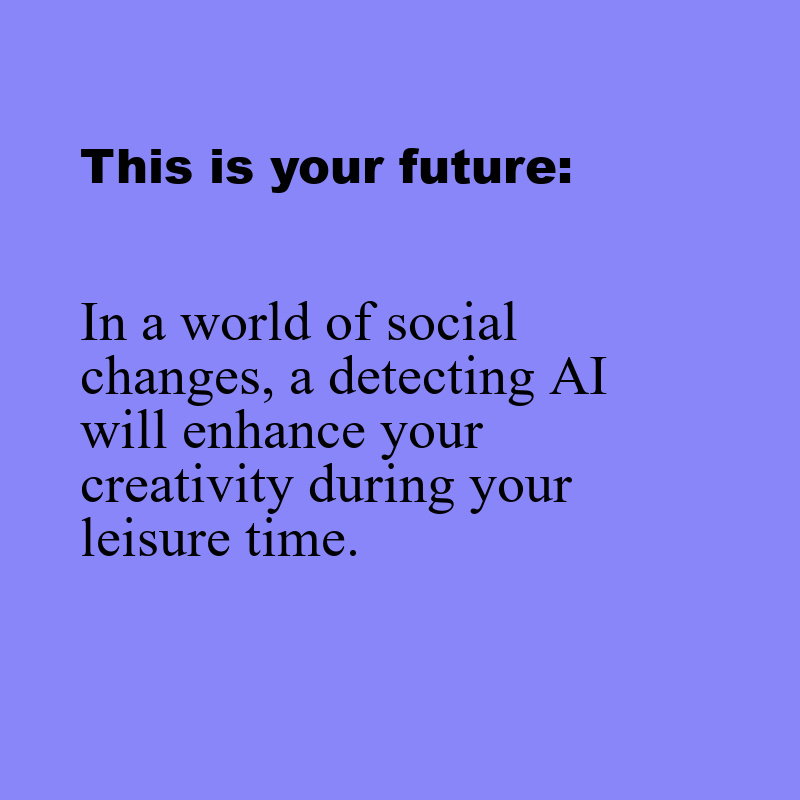 This is your future:
In a world of social
changes, a detecting AI
will enhance your
creativity during your
leisure time.